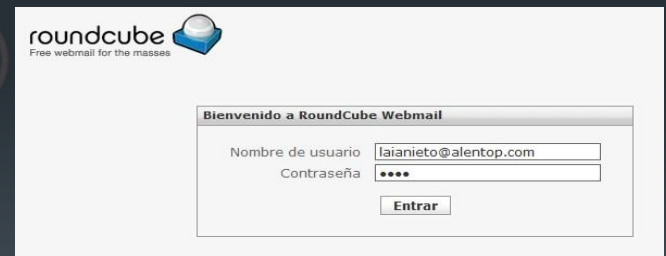 roundcube
Free webmail for the masses
Bienvenido a RoundCube Webmail
Nombre de usuario laianieto@alentop.com
Contraseña ••••
Entrar